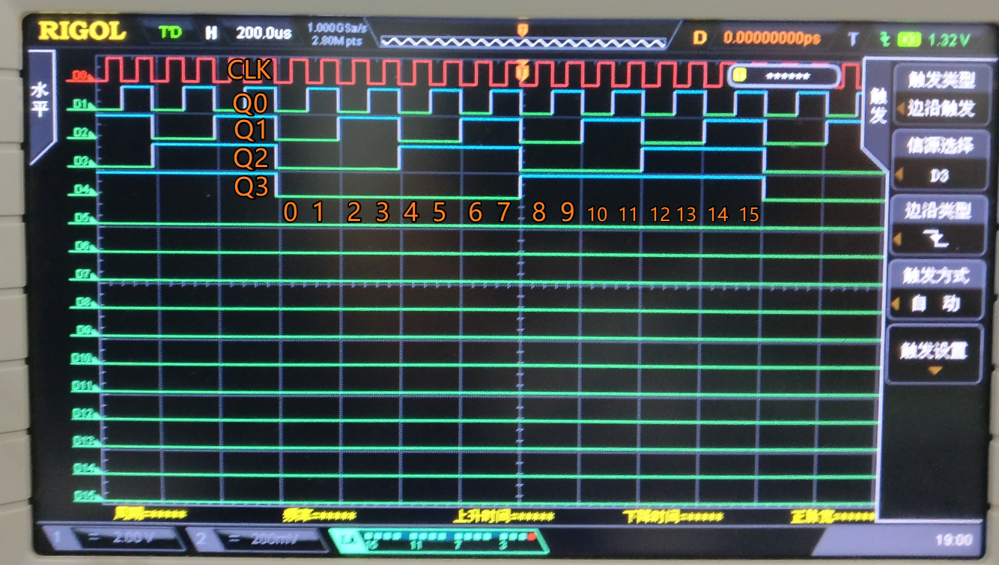 RIGOL T'D H 200.0us 1.000GSa/s 2.80Mpts D 0.00000000ps T D3 1.32V
水平
触发
D0 CLK
D1 Q0
D2 Q1
D3 Q2
D4 Q3
D5 0 1 2 3 4 5 6 7 8 9 10 11 12 13 14 15
D6
D7
D8
D9
D10
D11
D12
D13
D14
D15
******
触发类型
边沿触发
信源选择
D3
边沿类型
触发方式
自 动
触发设置
周期=***** 频率=***** 上升时间=***** 下降时间=***** 正脉宽=*****
1 = 2.00V 2 = 200mV 15 11 7 3 19:00